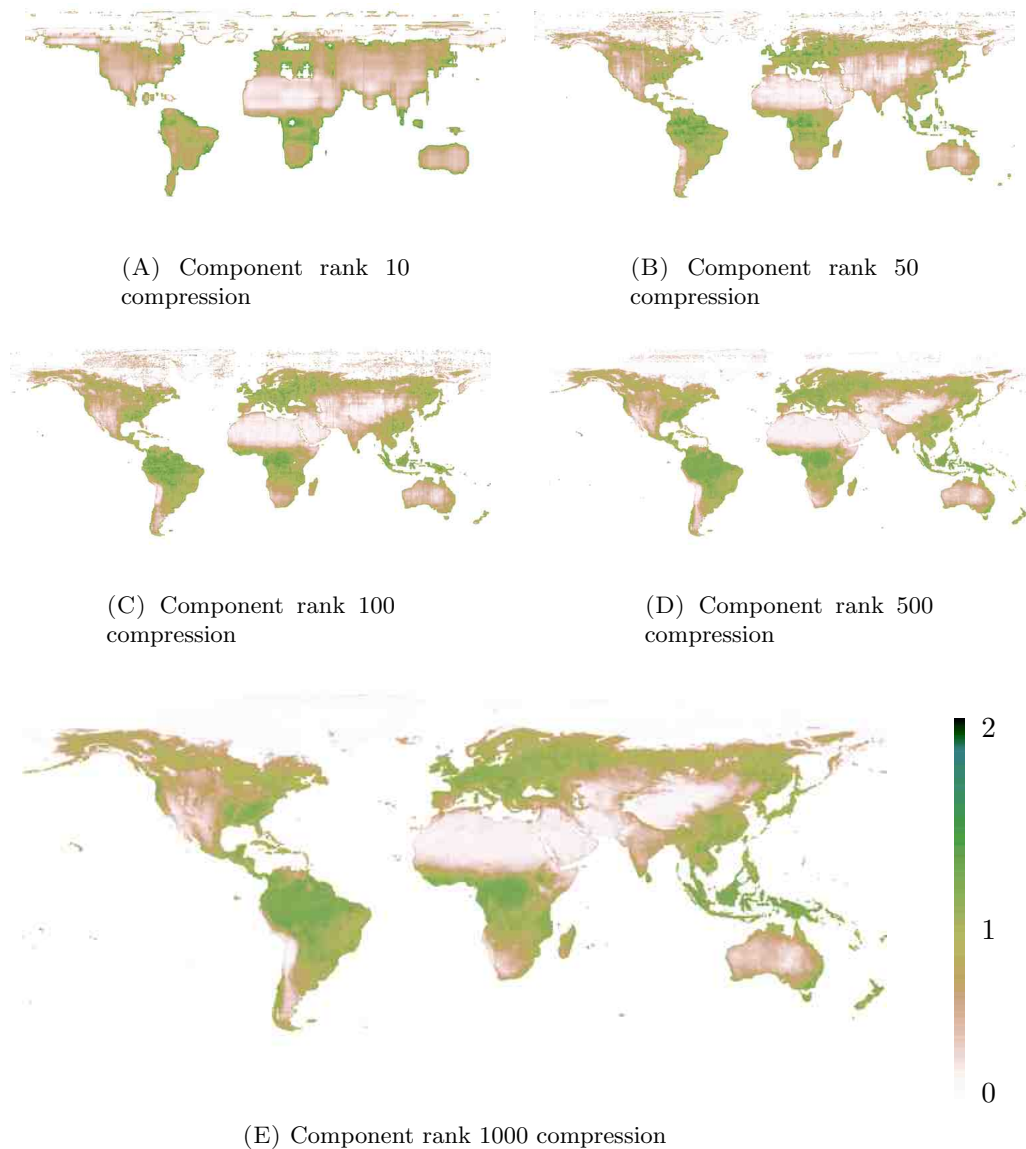 (A) Component rank 10
compression
(B) Component rank 50
compression
(C) Component rank 100
compression
(D) Component rank 500
compression
2
1
0
(E) Component rank 1000 compression